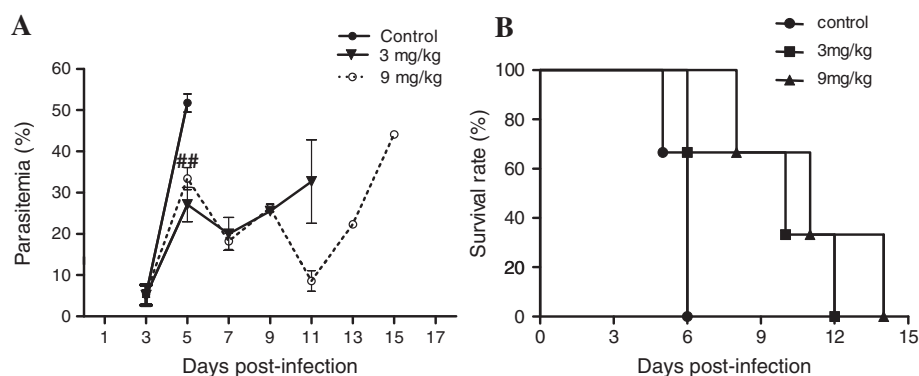 A
Control
3 mg/kg
9 mg/kg
Parasitemia (%)
60
50
40
30
20
10
0
##
1 3 5 7 9 11 13 15 17
Days post-infection
B
control
3mg/kg
9mg/kg
Survival rate (%)
100
80
60
40
20
0
0 3 6 9 12 15
Days post-infection